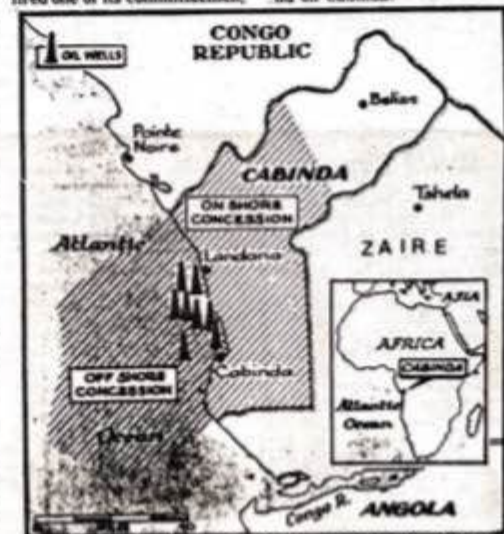 CONGO
REPUBLIC
OIL WELLS
Belize
Pointe
Noire
CABINDA
Tshela
ON SHORE
CONCESSION
Atlantic
ZAIRE
Landana
ASIA
AFRICA
CABINDA
Cabinda
OFF SHORE
CONCESSION
Atlantic
Ocean
Ocean
Congo R.
ANGOLA